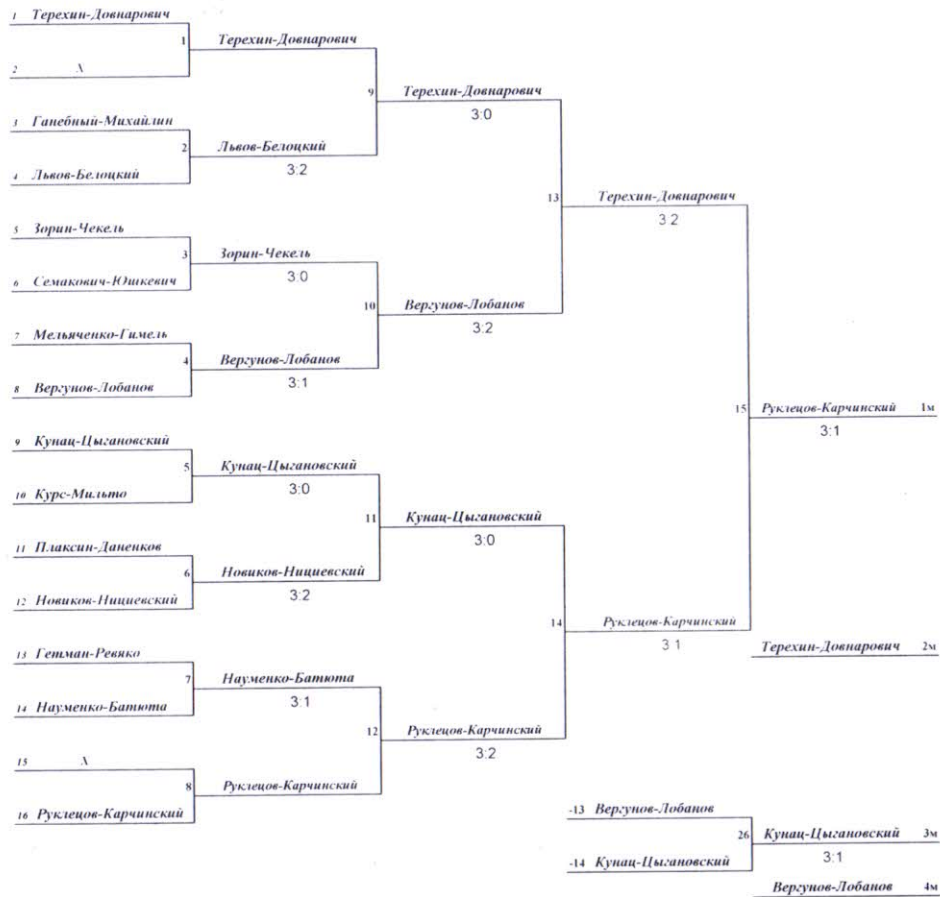 1 Терехин-Довнарович
1 Терехин-Довнарович
2 X
9 Терехин-Довнарович
3:0
3 Ганебный-Михайлин
2 Львов-Белоцкий
3:2
4 Львов-Белоцкий
13 Терехин-Довнарович
3:2
5 Зорин-Чекель
3 Зорин-Чекель
3:0
6 Семакович-Юшкевич
10 Вергунов-Лобанов
3:2
7 Мельяченко-Гимель
4 Вергунов-Лобанов
3:1
8 Вергунов-Лобанов
15 Руклецов-Карчинский 1м
3:1
9 Кунац-Цыгановский
5 Кунац-Цыгановский
3:0
10 Курс-Мильто
11 Кунац-Цыгановский
3:0
11 Плаксин-Даненков
6 Новиков-Нициевский
3:2
12 Новиков-Нициевский
14 Руклецов-Карчинский
3 1
Терехин-Довнарович 2м
13 Гетман-Ревяко
7 Науменко-Батюта
3:1
14 Науменко-Батюта
12 Руклецов-Карчинский
3:2
15 X
8 Руклецов-Карчинский
16 Руклецов-Карчинский
-13 Вергунов-Лобанов
26 Кунац-Цыгановский 3м
3:1
-14 Кунац-Цыгановский
Вергунов-Лобанов 4м